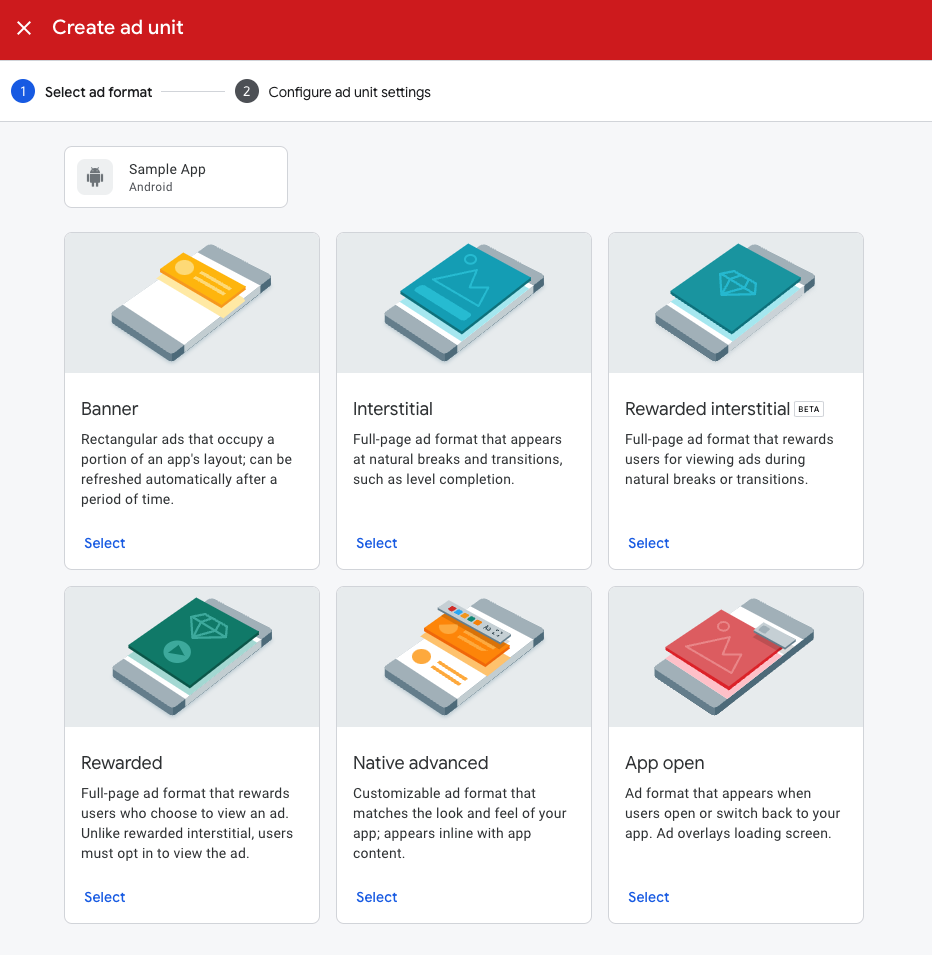 Create ad unit
1 Select ad format 2 Configure ad unit settings
Sample App
Android
Banner
Rectangular ads that occupy a
portion of an app's layout; can be
refreshed automatically after a
period of time.
Select
Interstitial
Full-page ad format that appears
at natural breaks and transitions,
such as level completion.
Select
Rewarded interstitial BETA
Full-page ad format that rewards
users for viewing ads during
natural breaks or transitions.
Select
Rewarded
Full-page ad format that rewards
users who choose to view an ad.
Unlike rewarded interstitial, users
must opt in to view the ad.
Select
Native advanced
Customizable ad format that
matches the look and feel of your
app; appears inline with app
content.
Select
App open
Ad format that appears when
users open or switch back to your
app. Ad overlays loading screen.
Select